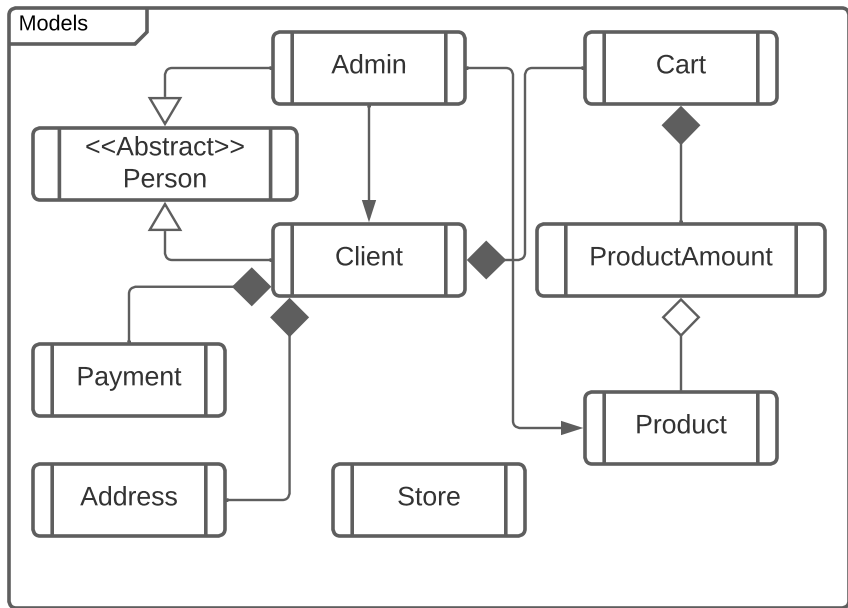 Models
Admin
Cart
<<Abstract>>
Person
Client
ProductAmount
Payment
Product
Address
Store